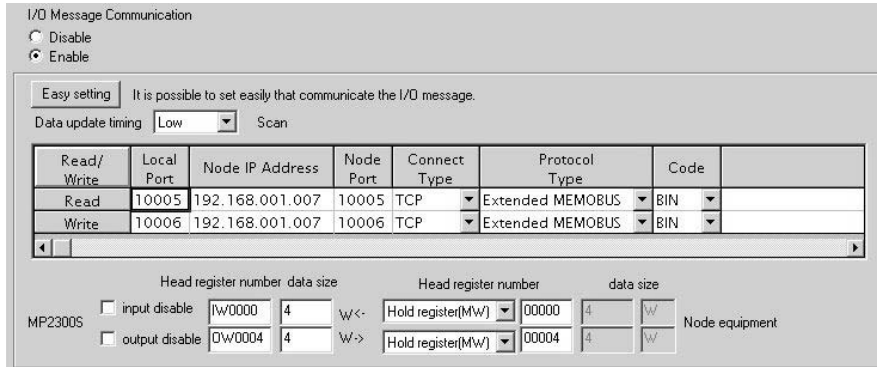 I/O Message Communication
Disable
Enable
Easy setting It is possible to set easily that communicate the I/O message.
Data update timing Low Scan
Read/ Write Local Port Node IP Address Node Port Connect Type Protocol Type Code
Read 10005 192.168.001.007 10005 TCP Extended MEMOBUS BIN
Write 10006 192.168.001.007 10006 TCP Extended MEMOBUS BIN
Head register number data size Head register number data size
input disable IW0000 4 W<- Hold register(MW) 00000 4 W
MP2300S Node equipment
output disable OW0004 4 W-> Hold register(MW) 00004 4 W